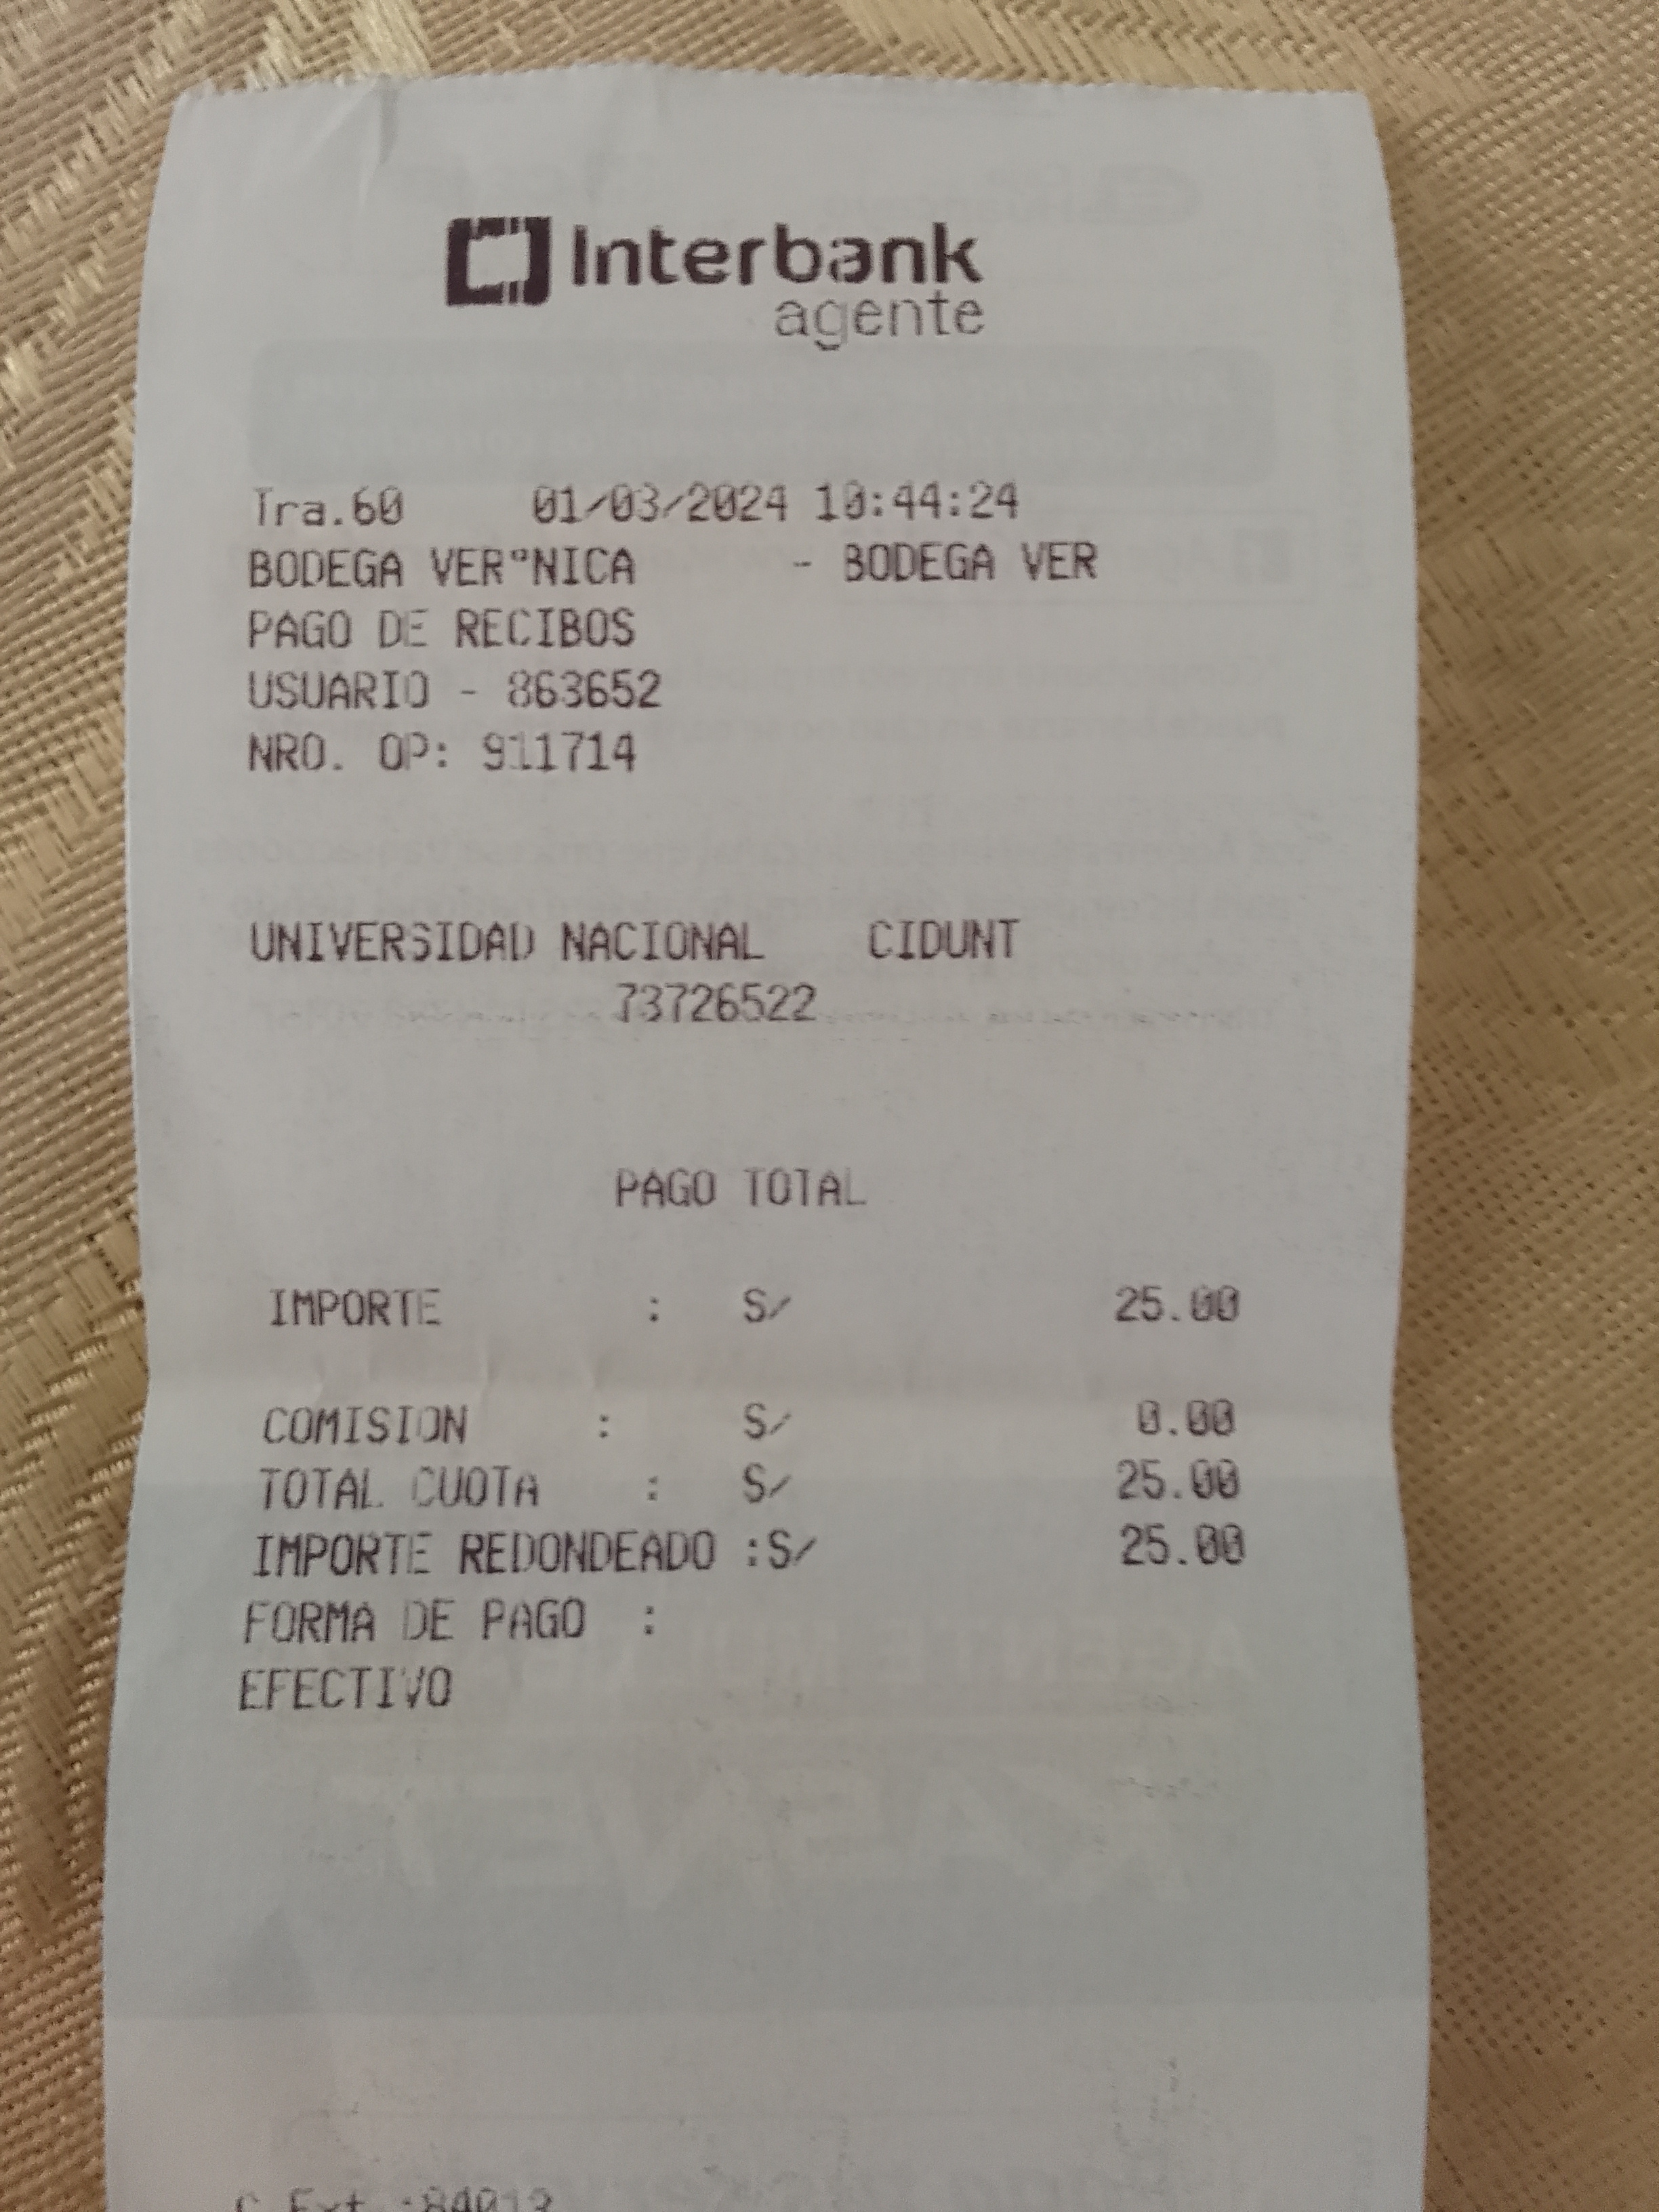 Interbank
agente
Tra.60 01/03/2024 10:44:24
BODEGA VERºNICA - BODEGA VER
PAGO DE RECIBOS
USUARIO - 863652
NRO. OP: 911714
UNIVERSIDAD NACIONAL CIDUNT
73726522
PAGO TOTAL
IMPORTE : S/ 25.00
COMISION : S/ 0.00
TOTAL CUOTA : S/ 25.00
IMPORTE REDONDEADO :S/ 25.00
FORMA DE PAGO :
EFECTIVO